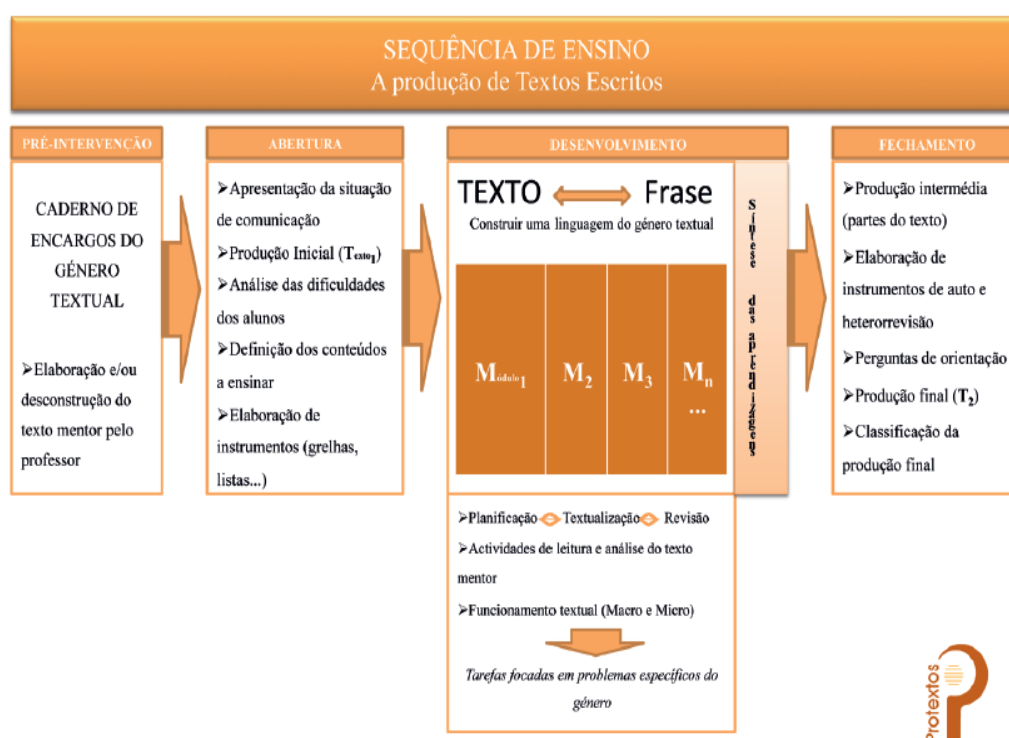 SEQUÊNCIA DE ENSINO
A produção de Textos Escritos
PRÉ-INTERVENÇÃO
CADERNO DE
ENCARGOS DO
GÉNERO
TEXTUAL
➢Elaboração e/ou
desconstrução do
texto mentor pelo
professor
ABERTURA
➢Apresentação da situação
de comunicação
➢Produção Inicial (Texto1)
➢Análise das dificuldades
dos alunos
➢Definição dos conteúdos
a ensinar
➢Elaboração de
instrumentos (grelhas,
listas...)
DESENVOLVIMENTO
TEXTO Frase
Construir uma linguagem do género textual
Módulo1 M2 M3 Mn
...
Síntese das aprendizagens
➢Planificação Textualização Revisão
➢Actividades de leitura e análise do texto
mentor
➢Funcionamento textual (Macro e Micro)
Tarefas focadas em problemas específicos do
género
FECHAMENTO
➢Produção intermédia
(partes do texto)
➢Elaboração de
instrumentos de auto e
heterorrevisão
➢Perguntas de orientação
➢Produção final (T2)
➢Classificação da
produção final
Protextos